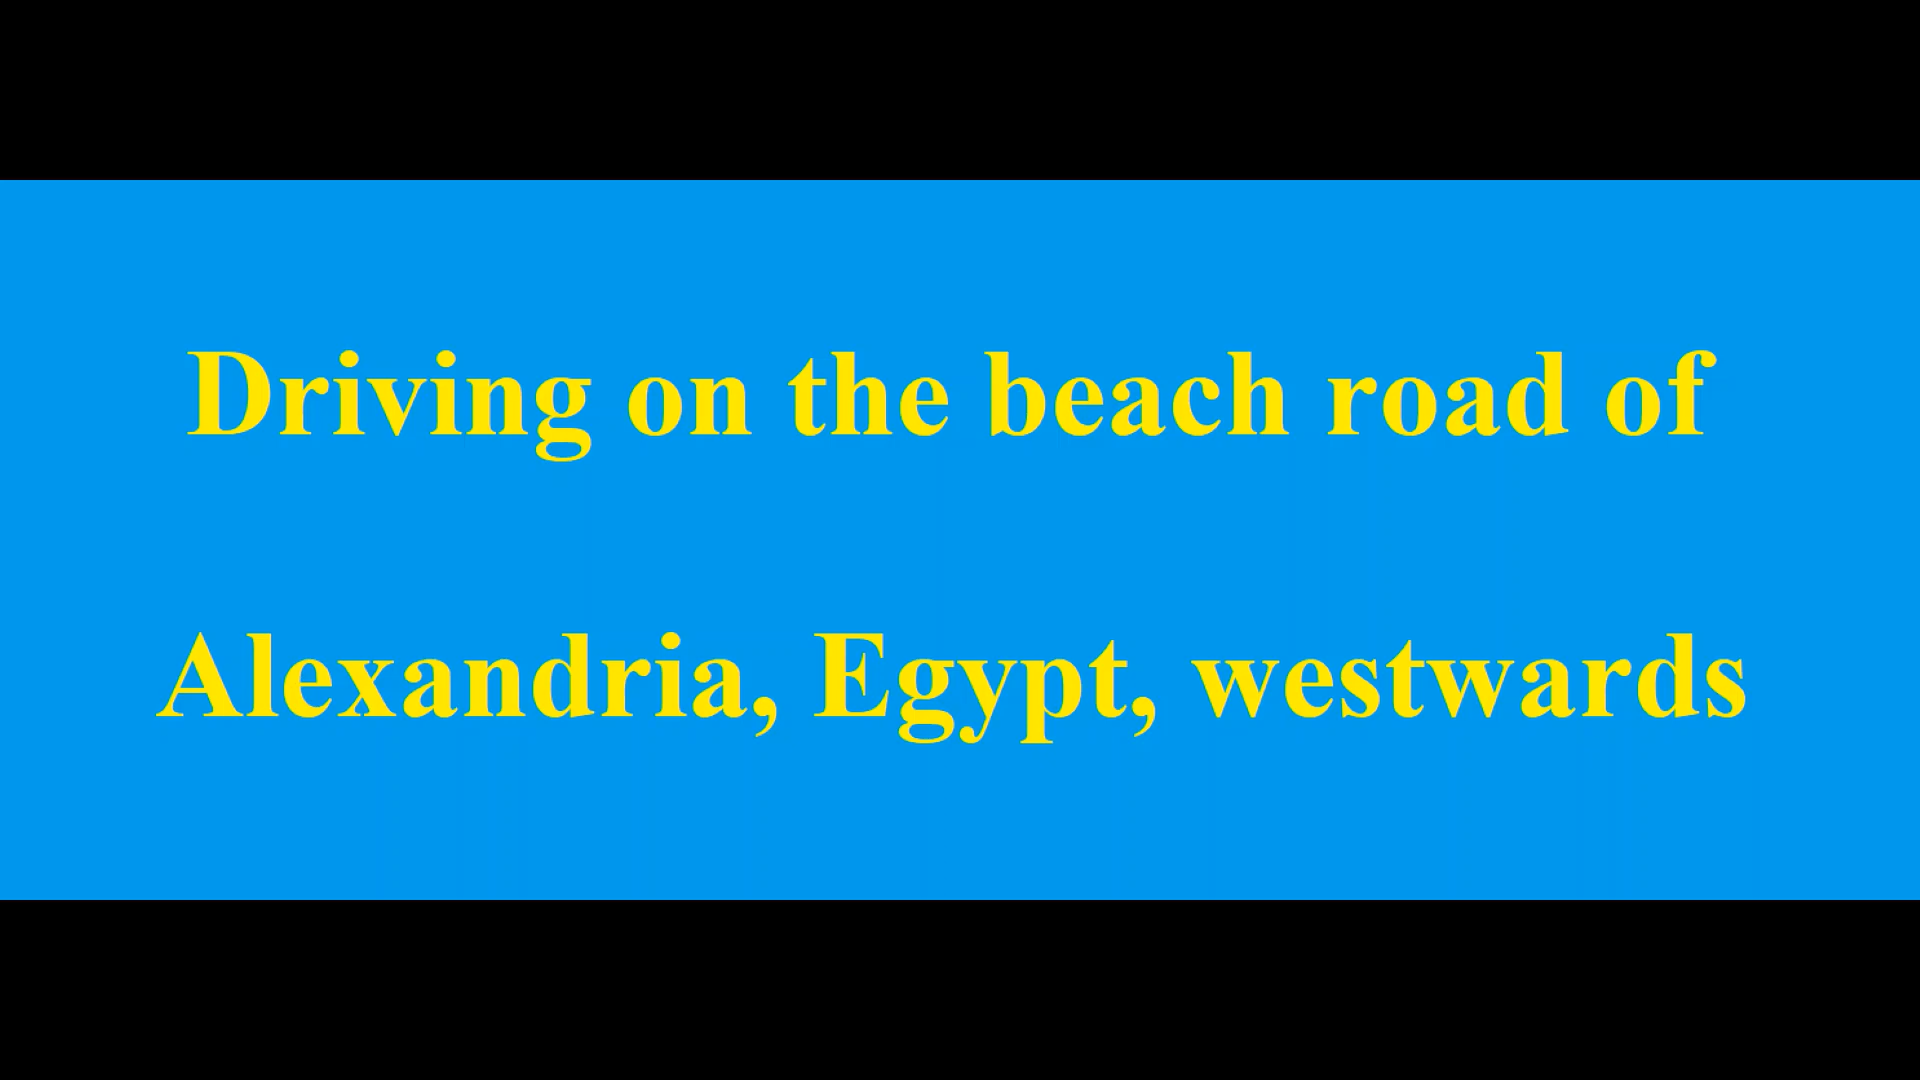 Driving on the beach road of
Alexandria, Egypt, westwards